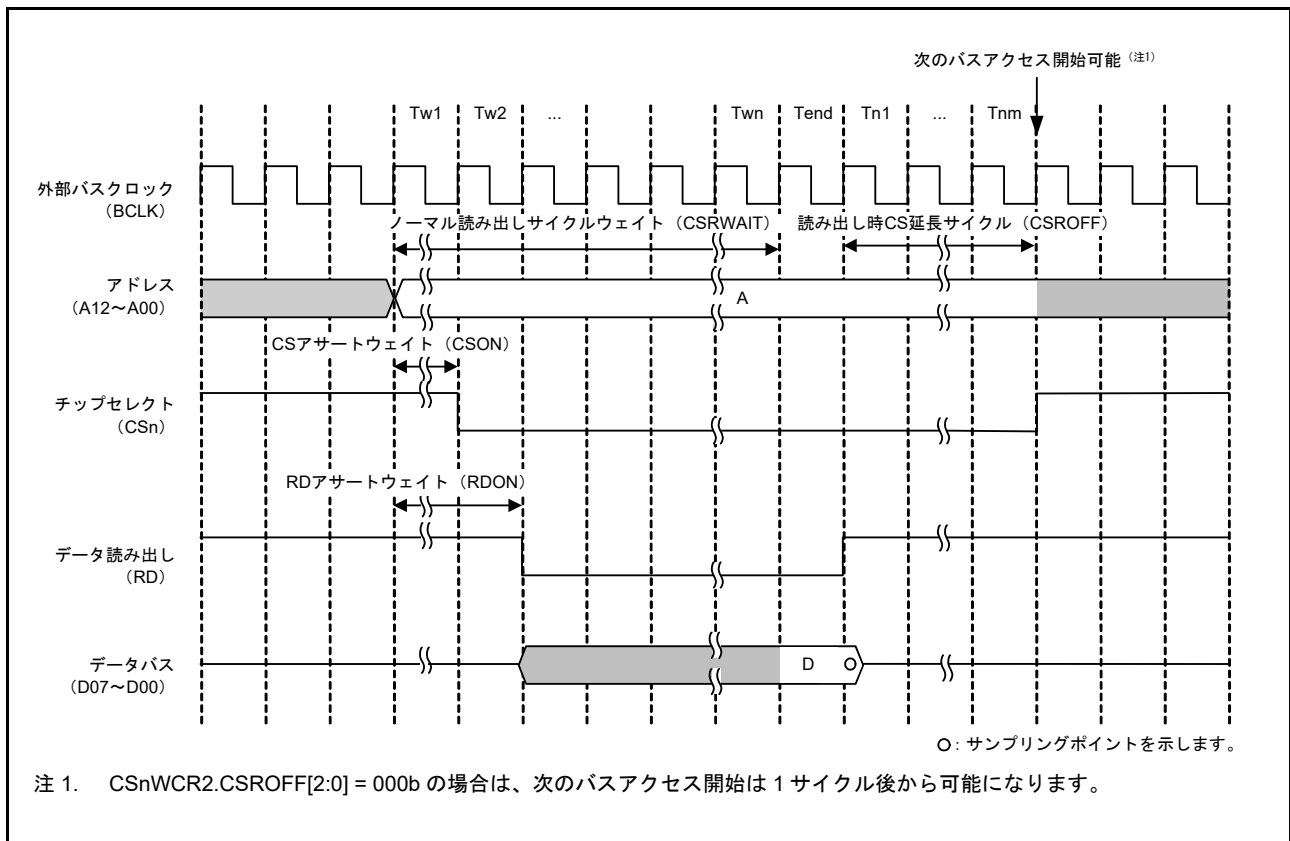 次のバスアクセス開始可能（注1）
Tw1 Tw2 ... Twn Tend Tn1 ... Tnm
外部バスクロック
（BCLK）
ノーマル読み出しサイクルウェイト（CSRWAIT）
読み出し時CS延長サイクル（CSROFF）
アドレス
（A12～A00）
A
CSアサートウェイト（CSON）
チップセレクト
（CSn）
RDアサートウェイト（RDON）
データ読み出し
（RD）
データバス
（D07～D00）
D
O：サンプリングポイントを示します。
注 1. CSnWCR2.CSROFF[2:0] = 000b の場合は、次のバスアクセス開始は 1 サイクル後から可能になります。